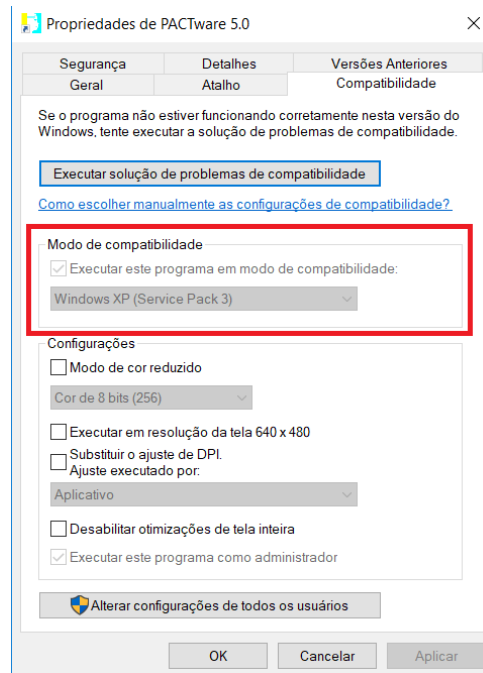 Propriedades de PACTware 5.0
Segurança Detalhes Versões Anteriores
Geral Atalho Compatibilidade
Se o programa não estiver funcionando corretamente nesta versão do
Windows, tente executar a solução de problemas de compatibilidade.
Executar solução de problemas de compatibilidade
Como escolher manualmente as configurações de compatibilidade?
Modo de compatibilidade
Executar este programa em modo de compatibilidade:
Windows XP (Service Pack 3)
Configurações
Modo de cor reduzido
Cor de 8 bits (256)
Executar em resolução da tela 640 x 480
Substituir o ajuste de DPI.
Ajuste executado por:
Aplicativo
Desabilitar otimizações de tela inteira
Executar este programa como administrador
Alterar configurações de todos os usuários
OK Cancelar Aplicar